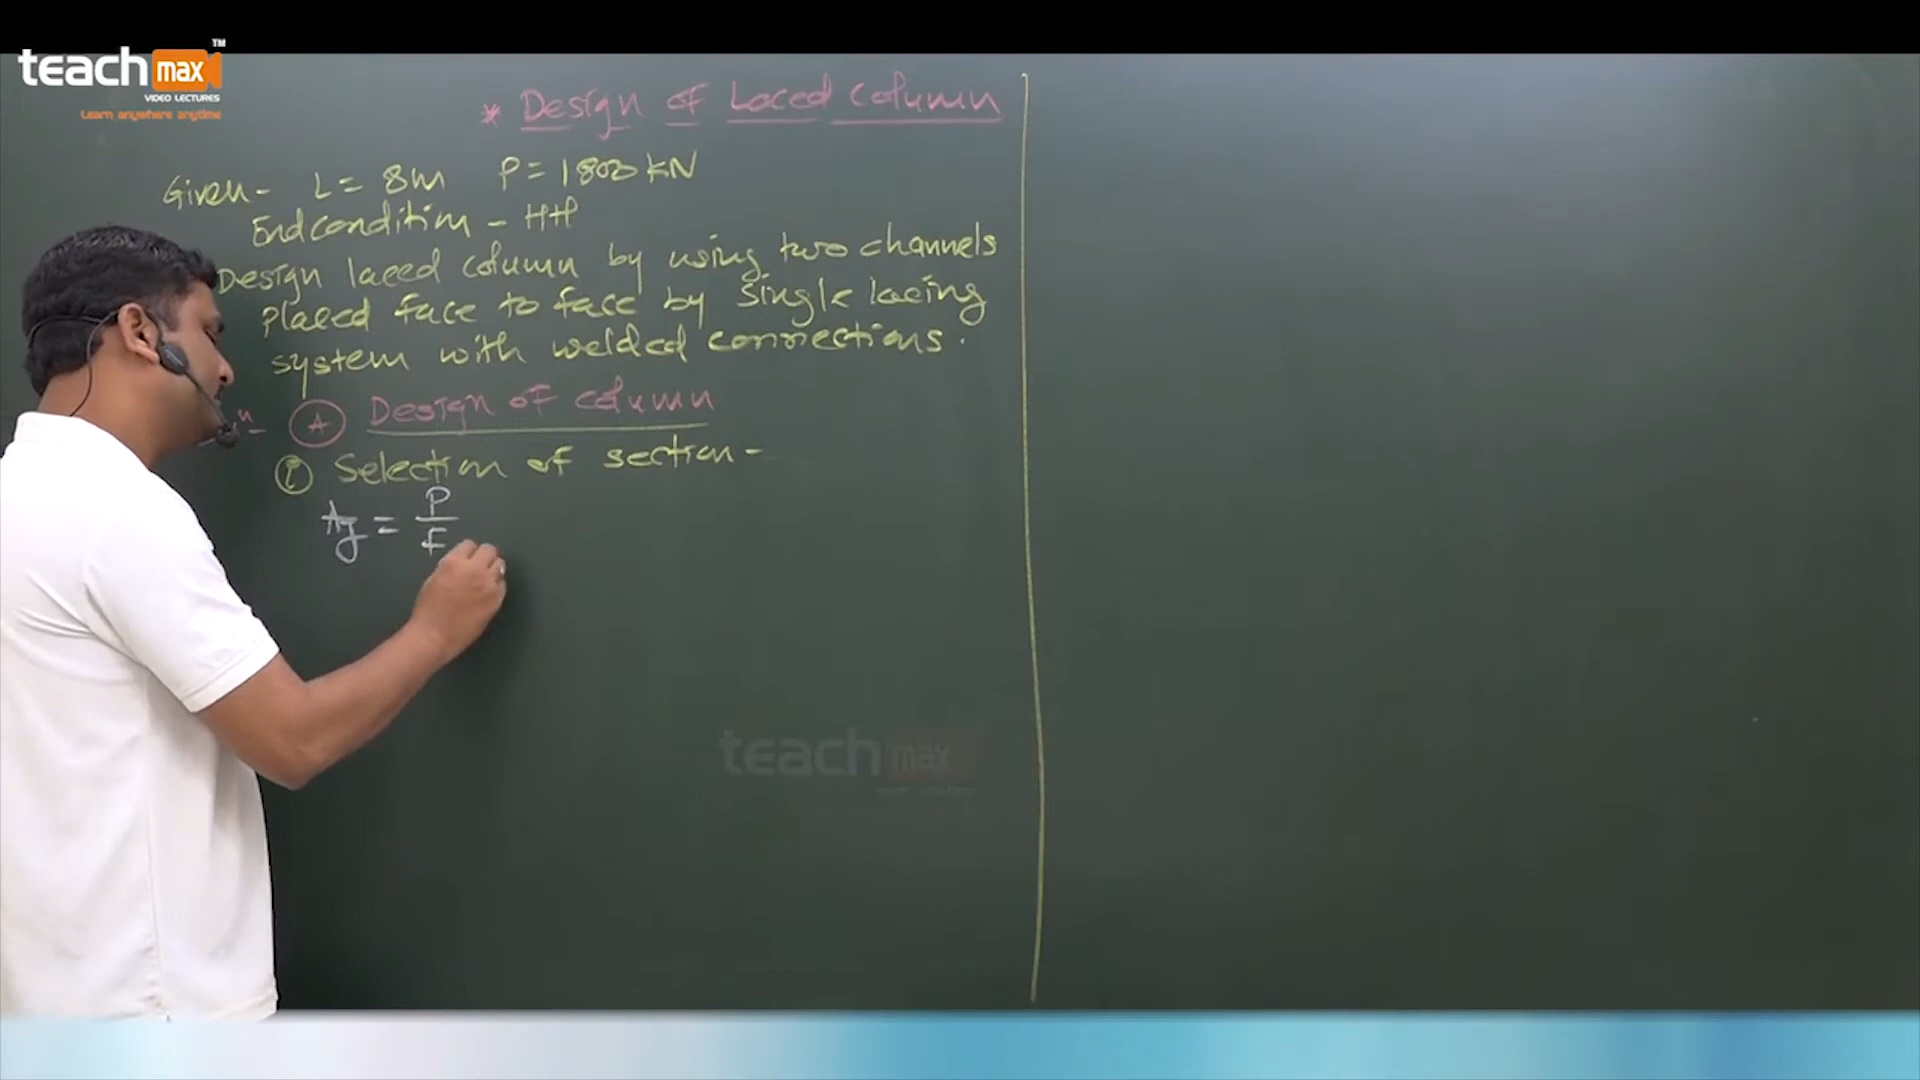 teach max TM
VIDEO LECTURES
Learn anywhere anytime
* Design of Laced column
Given - L = 8m P = 1800 kN
End condition - HH
Design laced column by using two channels
placed face to face by single lacing
system with welded connections.
A Design of column
i Selection of section -
Ag = P
F
teach max